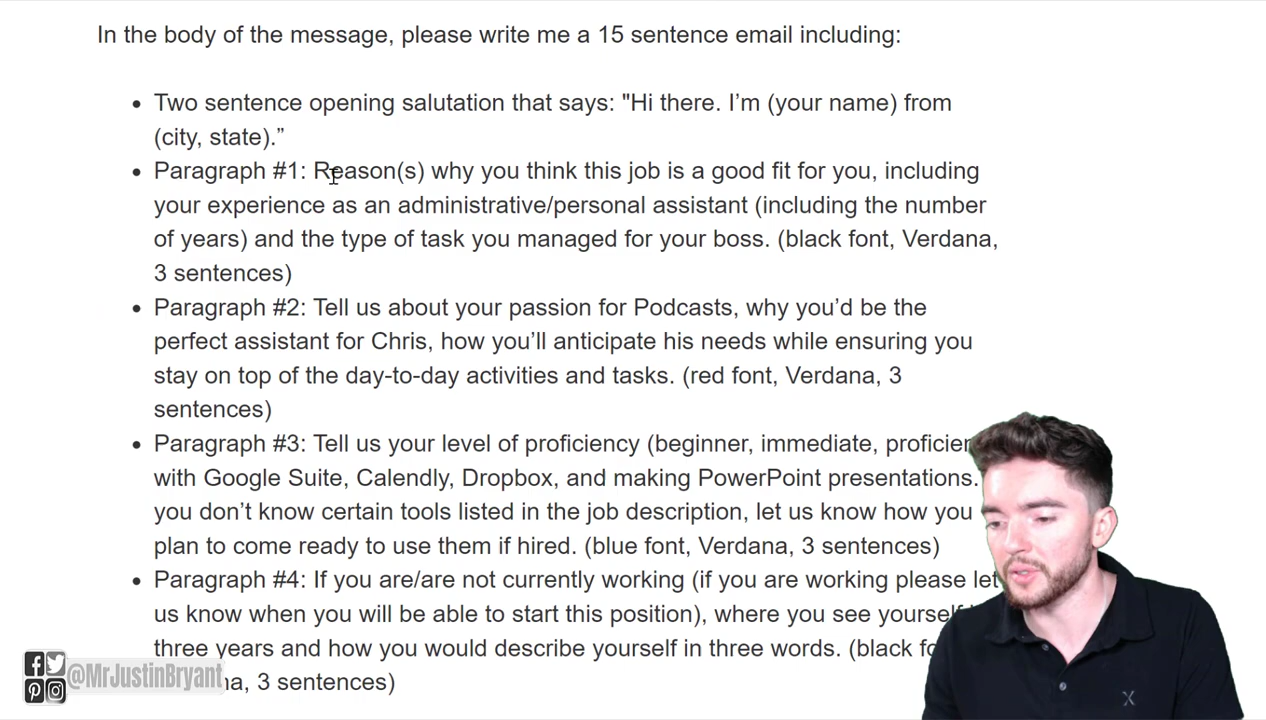 In the body of the message, please write me a 15 sentence email including:
• Two sentence opening salutation that says: "Hi there. I’m (your name) from
(city, state).”
• Paragraph #1: Reason(s) why you think this job is a good fit for you, including
your experience as an administrative/personal assistant (including the number
of years) and the type of task you managed for your boss. (black font, Verdana,
3 sentences)
• Paragraph #2: Tell us about your passion for Podcasts, why you’d be the
perfect assistant for Chris, how you’ll anticipate his needs while ensuring you
stay on top of the day-to-day activities and tasks. (red font, Verdana, 3
sentences)
• Paragraph #3: Tell us your level of proficiency (beginner, immediate,
with Google Suite, Calendly, Dropbox, and making PowerPoint presentations.
you don’t know certain tools listed in the job description, let us know how you
plan to come ready to use them if hired. (blue font, Verdana, 3 sentences)
• Paragraph #4: If you are/are not currently working (if you are working please let
us know when you will be able to start this position), where you see
three years and how you would describe yourself in three words. (black
3 sentences)
@MrJustinBryant
X